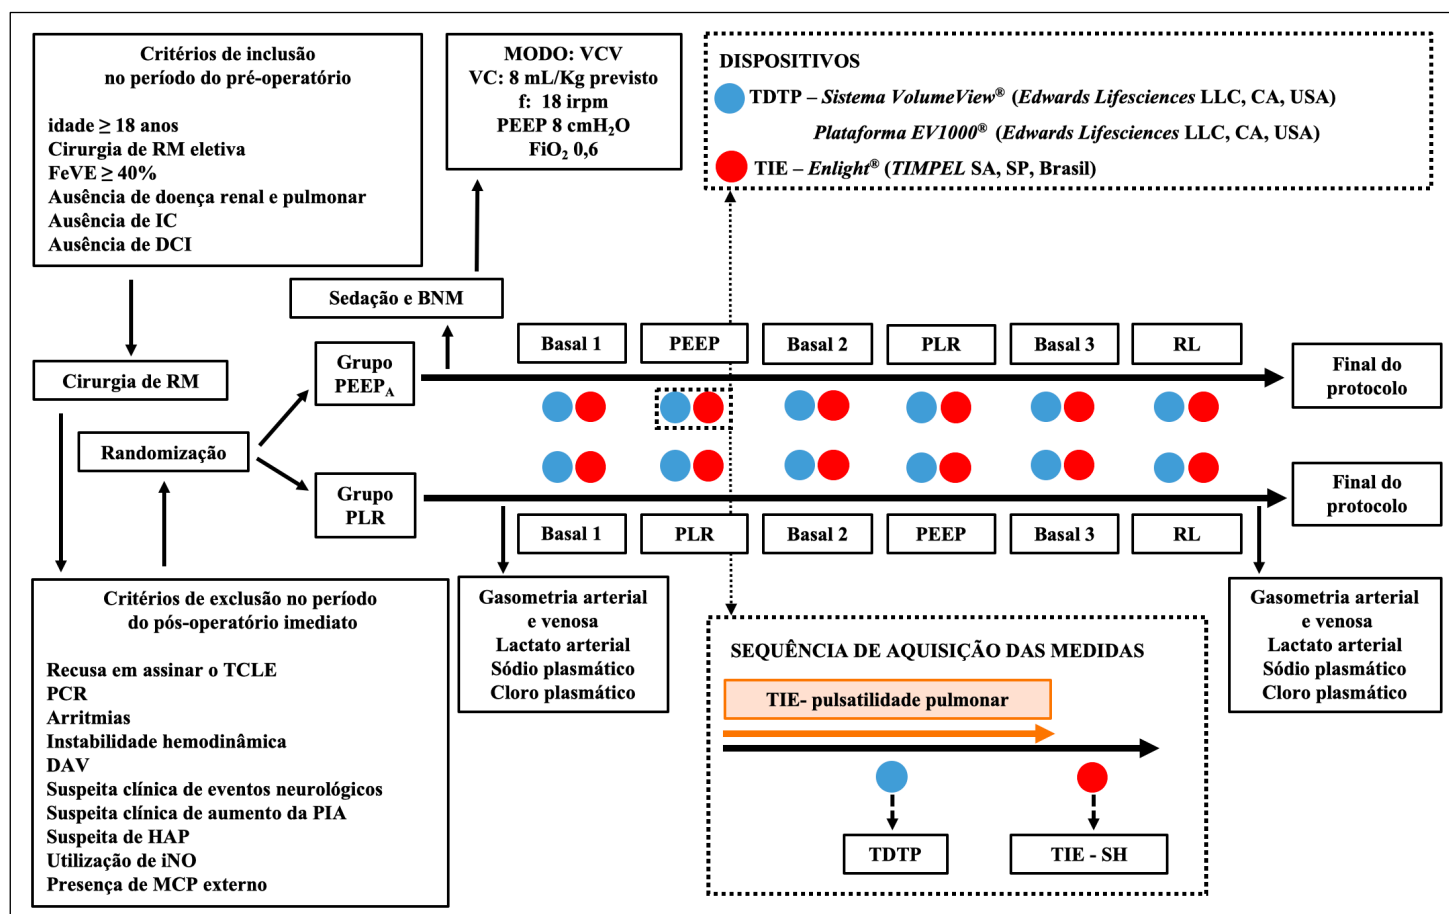 Critérios de inclusão
no período do pré-operatório
idade ≥ 18 anos
Cirurgia de RM eletiva
FeVE ≥ 40%
Ausência de doença renal e pulmonar
Ausência de IC
Ausência de DCI
MODO: VCV
VC: 8 mL/Kg previsto
f: 18 irpm
PEEP 8 cmH₂O
FiO₂ 0,6
DISPOSITIVOS
TDTP – Sistema VolumeView® (Edwards Lifesciences LLC, CA, USA)
Plataforma EV1000® (Edwards Lifesciences LLC, CA, USA)
TIE – Enlight® (TIMPEL SA, SP, Brasil)
Sedação e BNM
Cirurgia de RM
Randomização
Grupo
PEEP_A
Basal 1
PEEP
Basal 2
PLR
Basal 3
RL
Final do
protocolo
Grupo
PLR
Basal 1
PLR
Basal 2
PEEP
Basal 3
RL
Final do
protocolo
Critérios de exclusão no período
do pós-operatório imediato
Recusa em assinar o TCLE
PCR
Arritmias
Instabilidade hemodinâmica
DAV
Suspeita clínica de eventos neurológicos
Suspeita clínica de aumento da PIA
Suspeita de HAP
Utilização de iNO
Presença de MCP externo
Gasometria arterial
e venosa
Lactato arterial
Sódio plasmático
Cloro plasmático
SEQUÊNCIA DE AQUISIÇÃO DAS MEDIDAS
TIE- pulsatilidade pulmonar
TDTP
TIE - SH
Gasometria arterial
e venosa
Lactato arterial
Sódio plasmático
Cloro plasmático